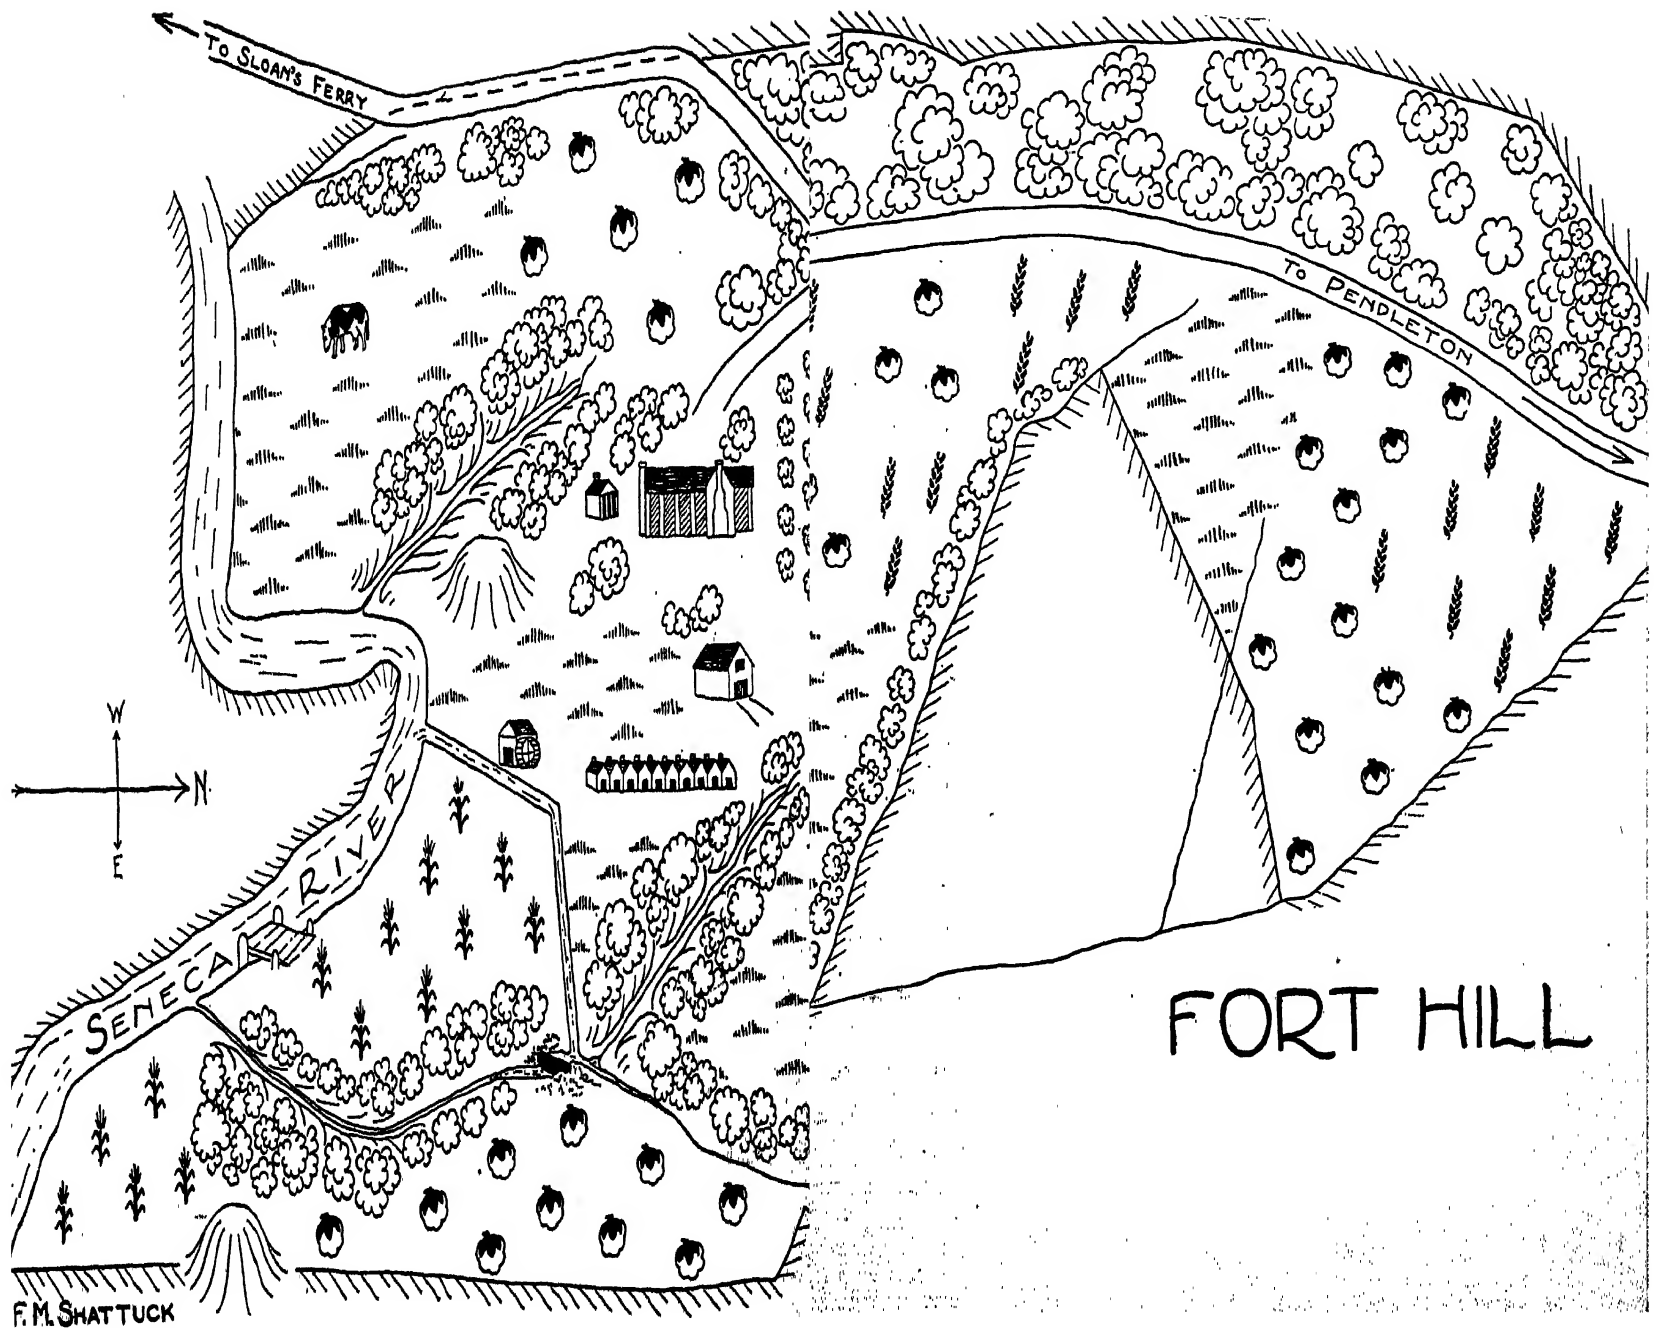 To Sloan's Ferry
To Pendleton
W
N.
E
Seneca River
Fort Hill
F. M. Shattuck